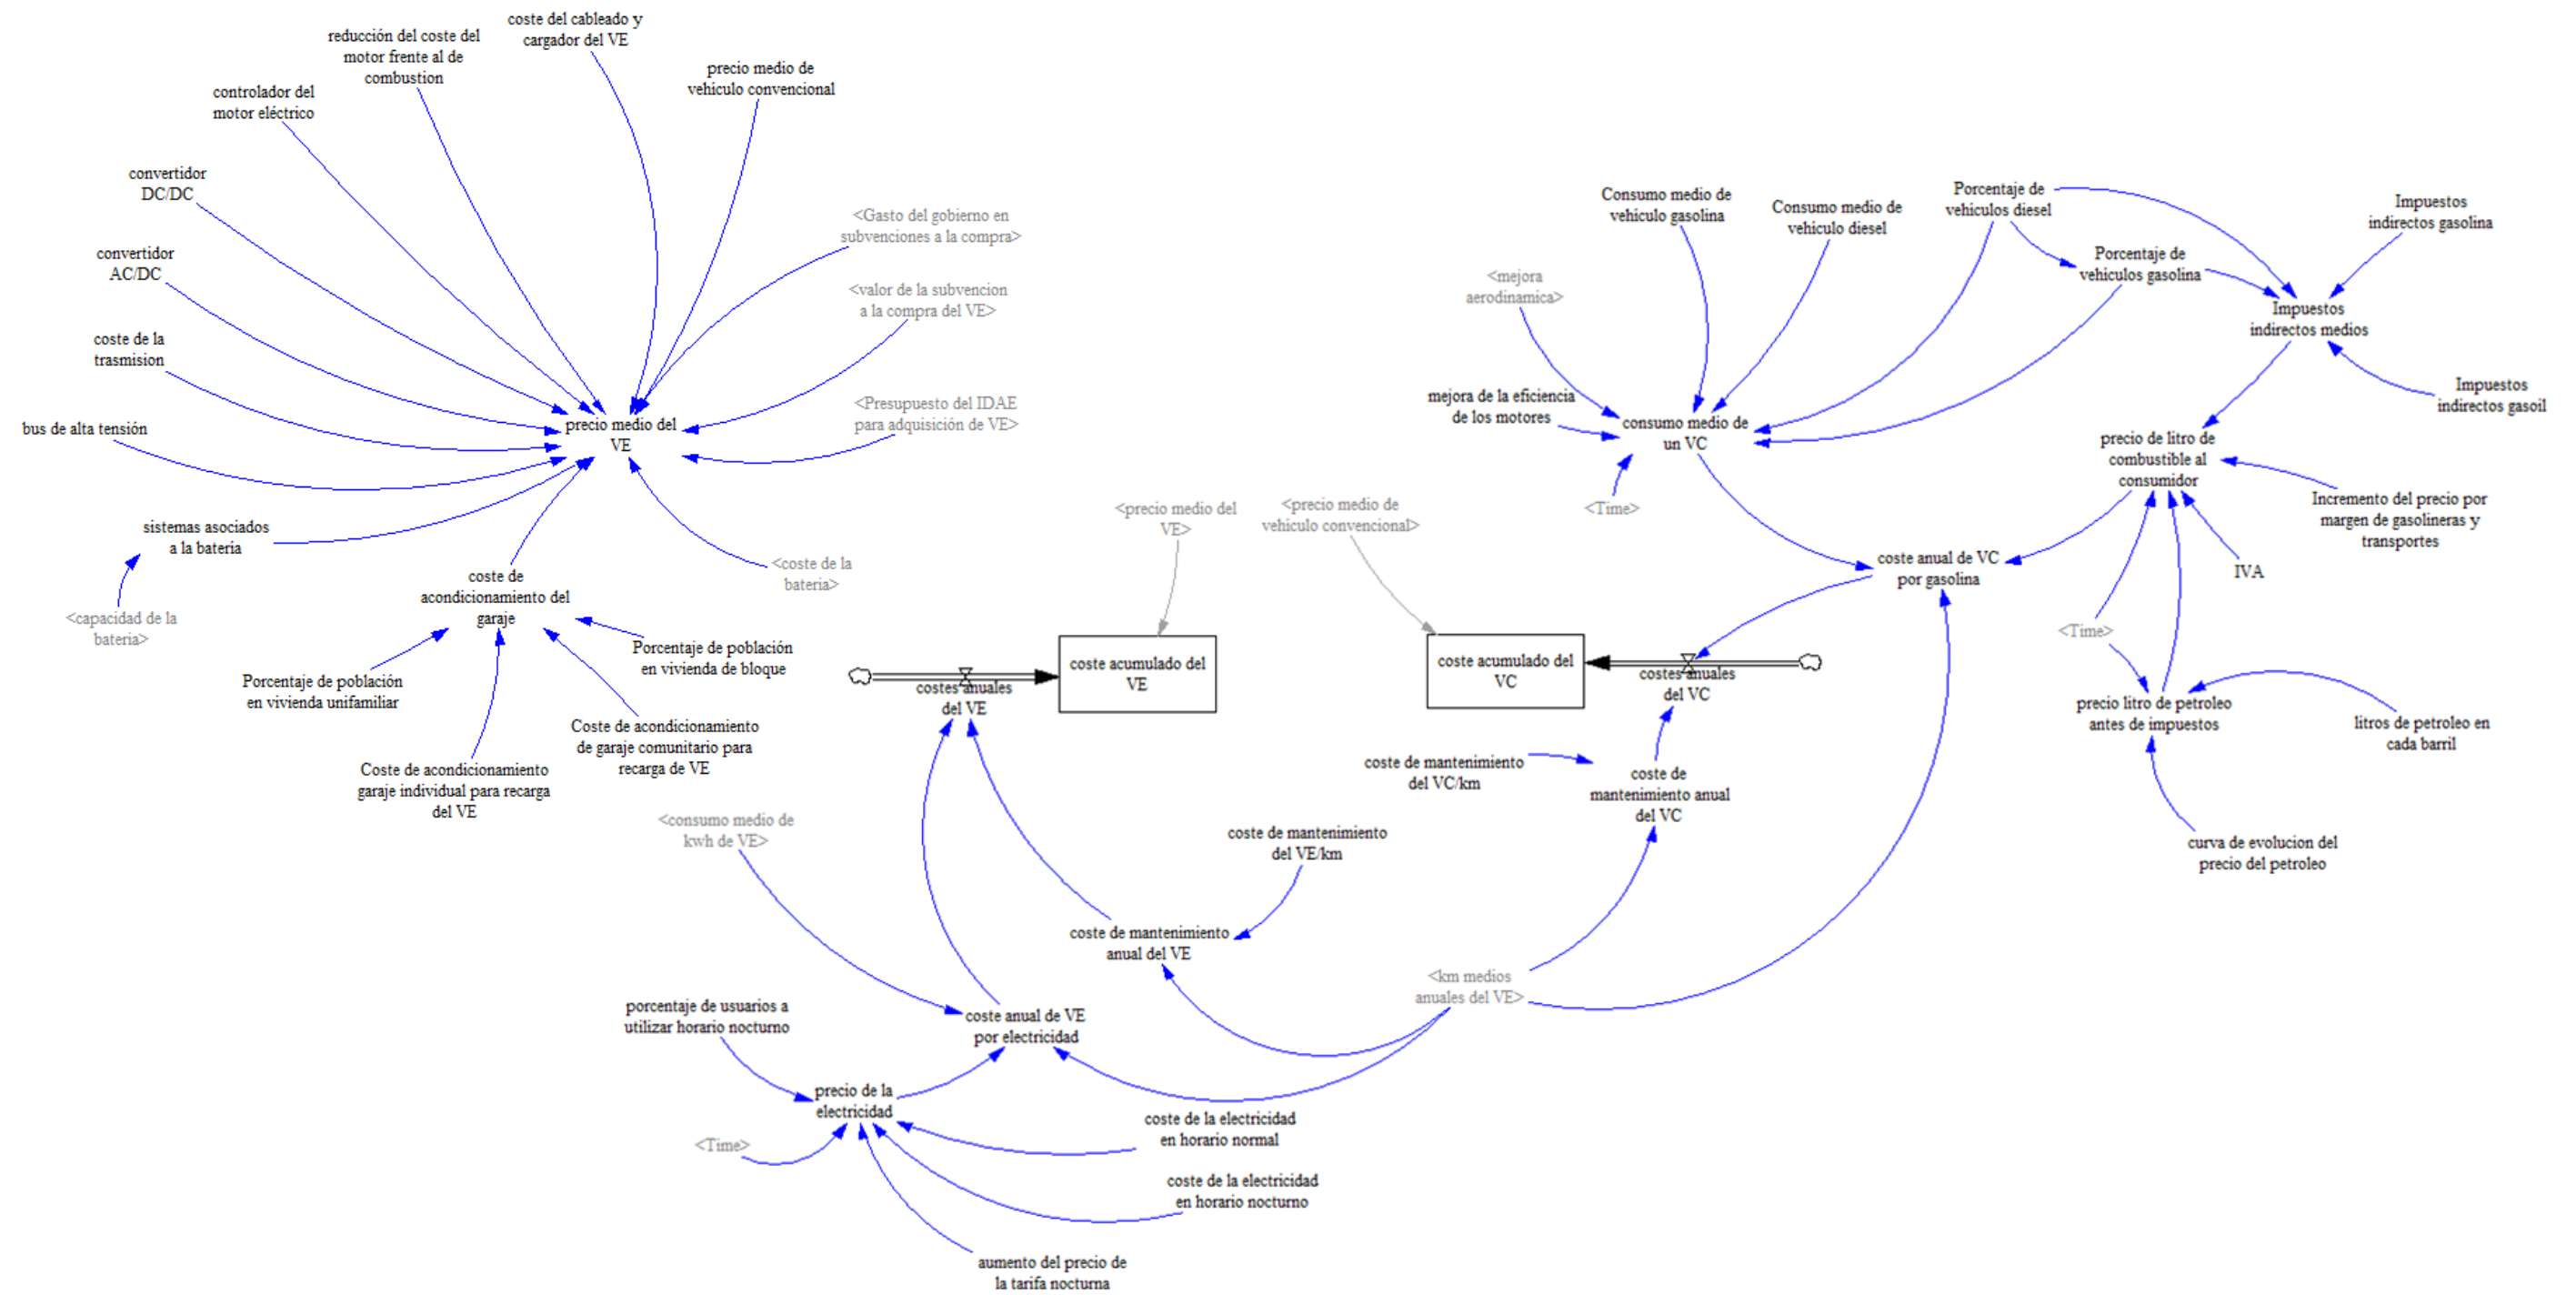 coste del cableado y
cargador del VE
reducción del coste del
motor frente al de
combustion
precio medio de
vehiculo convencional
controlador del
motor eléctrico
convertidor
DC/DC
convertidor
AC/DC
coste de la
trasmision
bus de alta tensión
<Gasto del gobierno en
subvenciones a la compra>
<valor de la subvencion
a la compra del VE>
<Presupuesto del IDAE
para adquisición de VE>
precio medio del
VE
sistemas asociados
a la bateria
<capacidad de la
bateria>
<coste de la
bateria>
coste de
acondicionamiento del
garaje
Porcentaje de población
en vivienda unifamiliar
Porcentaje de población
en vivienda de bloque
Coste de acondicionamiento
garaje individual para recarga
del VE
Coste de acondicionamiento
de garaje comunitario para
recarga de VE
<precio medio del
VE>
<precio medio de
vehiculo convencional>
coste acumulado del
VE
coste acumulado del
VC
costes anuales
del VE
costes anuales
del VC
Consumo medio de
vehiculo gasolina
Consumo medio de
vehiculo diesel
Porcentaje de
vehiculos diesel
Porcentaje de
vehiculos gasolina
Impuestos
indirectos gasolina
Impuestos
indirectos medios
Impuestos
indirectos gasoil
<mejora
aerodinamica>
mejora de la eficiencia
de los motores
consumo medio de
un VC
<Time>
precio de litro de
combustible al
consumidor
Incremento del precio por
margen de gasolineras y
transportes
IVA
coste anual de VC
por gasolina
<Time>
precio litro de petroleo
antes de impuestos
litros de petroleo en
cada barril
curva de evolucion del
precio del petroleo
coste de mantenimiento
del VC/km
coste de
mantenimiento anual
del VC
<consumo medio de
kwh de VE>
coste de mantenimiento
del VE/km
coste de mantenimiento
anual del VE
<km medios
anuales del VE>
porcentaje de usuarios a
utilizar horario nocturno
coste anual de VE
por electricidad
precio de la
electricidad
<Time>
coste de la electricidad
en horario normal
coste de la electricidad
en horario nocturno
aumento del precio de
la tarifa nocturna